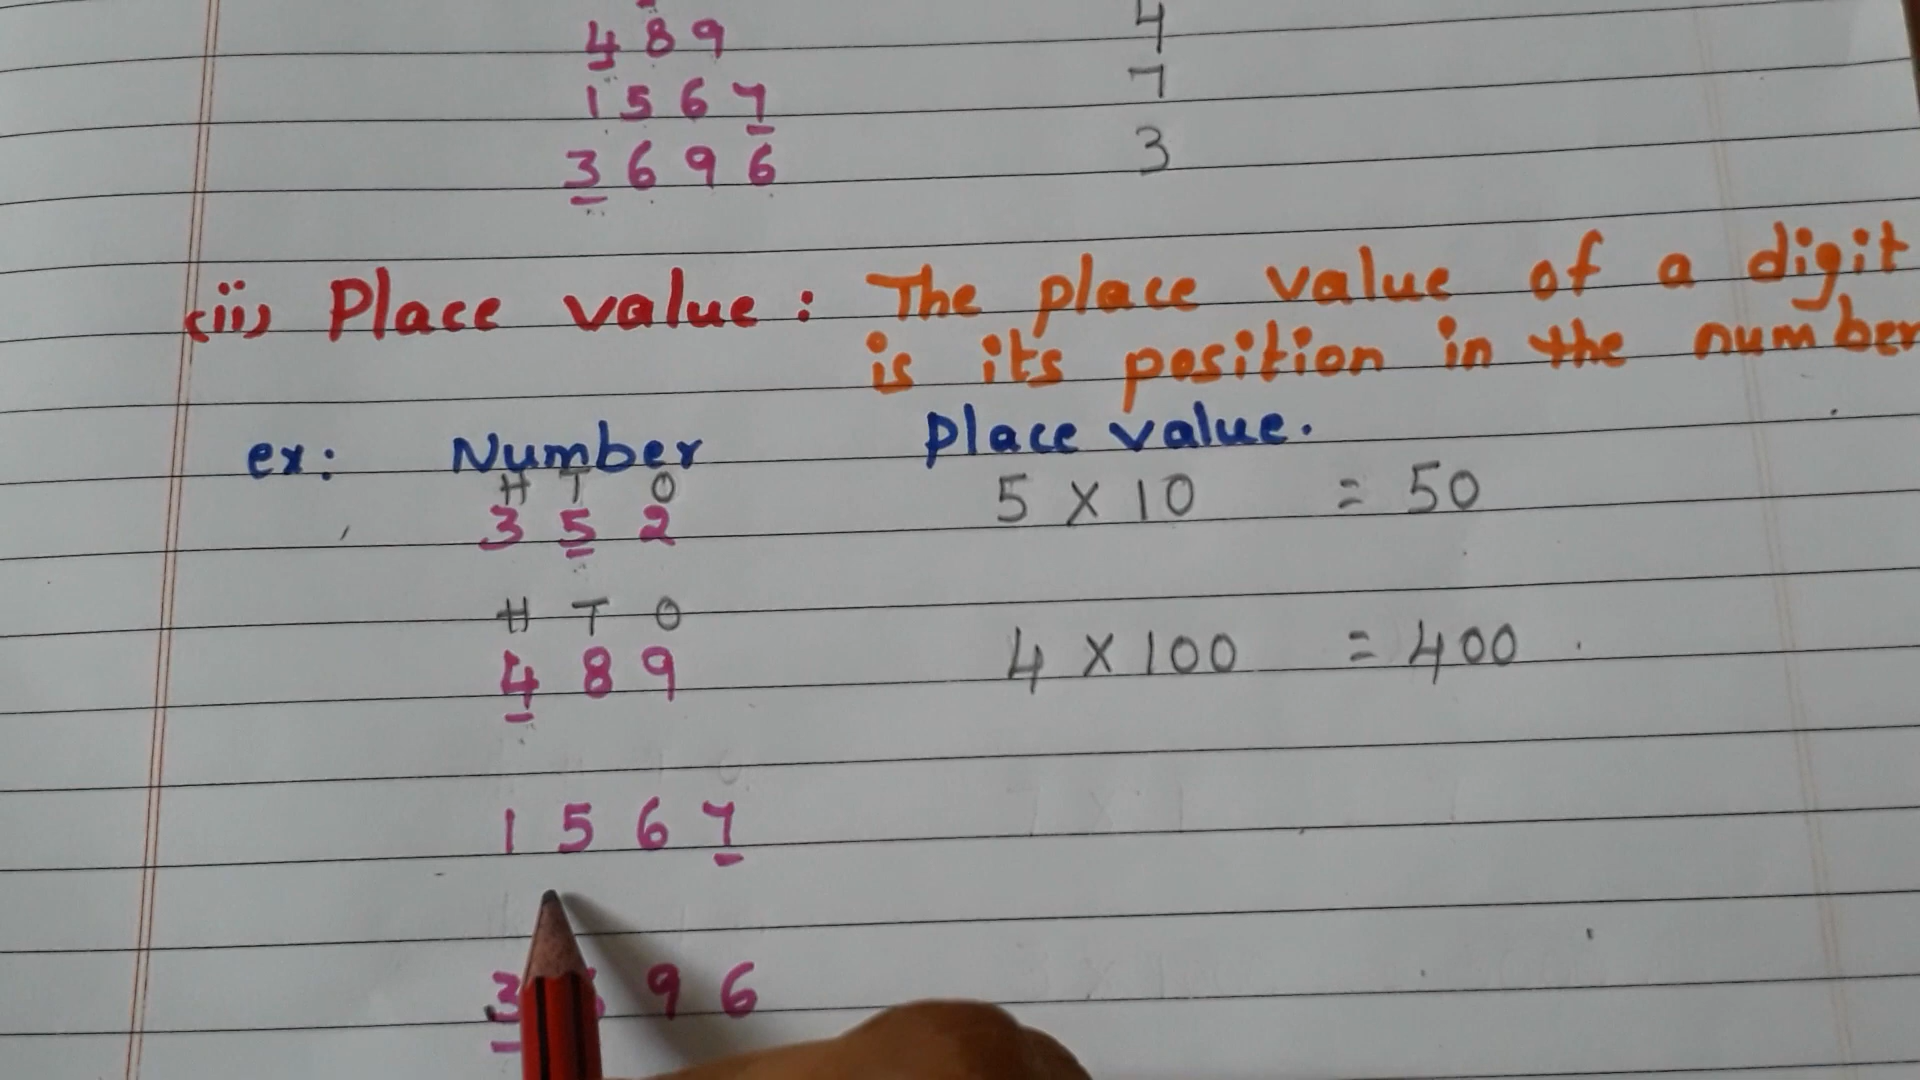 489 4
1567 7
3696 3
(ii) Place value : The place value of a digit
is its position in the number
ex: Number Place value.
H T O
352 5 X 10 = 50
H T O
489 4 X 100 = 400
1567
3 96